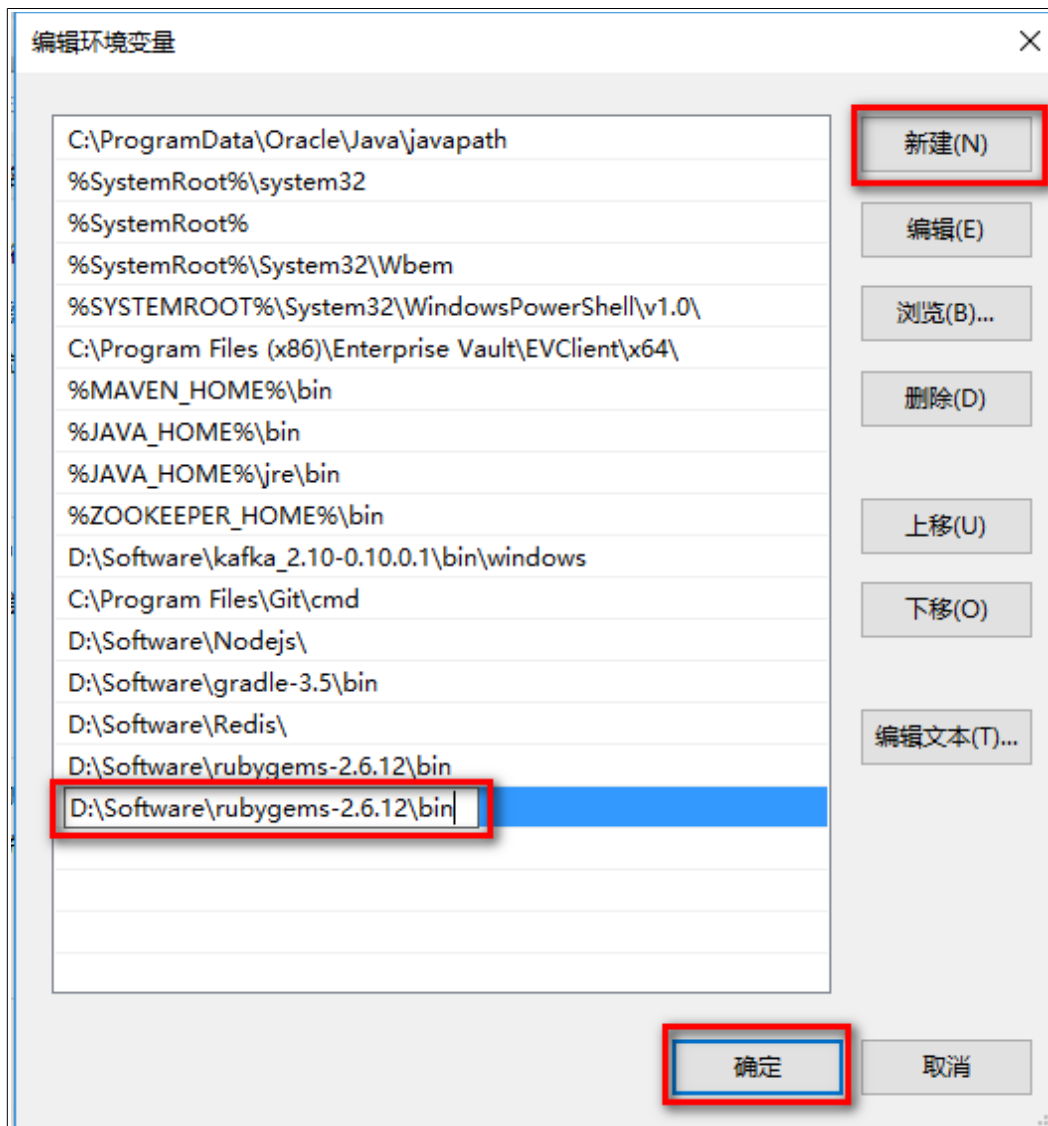 编辑环境变量
C:\ProgramData\Oracle\Java\javapath
%SystemRoot%\system32
%SystemRoot%
%SystemRoot%\System32\Wbem
%SYSTEMROOT%\System32\WindowsPowerShell\v1.0\
C:\Program Files (x86)\Enterprise Vault\EVClient\x64\
%MAVEN_HOME%\bin
%JAVA_HOME%\bin
%JAVA_HOME%\jre\bin
%ZOOKEEPER_HOME%\bin
D:\Software\kafka_2.10-0.10.0.1\bin\windows
C:\Program Files\Git\cmd
D:\Software\Nodejs\
D:\Software\gradle-3.5\bin
D:\Software\Redis\
D:\Software\rubygems-2.6.12\bin
D:\Software\rubygems-2.6.12\bin
新建(N)
编辑(E)
浏览(B)...
删除(D)
上移(U)
下移(O)
编辑文本(T)...
确定
取消